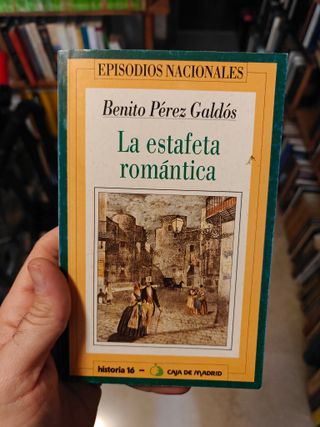 EPISODIOS NACIONALES
Benito Pérez Galdós
La estafeta
romántica
historia 16 – CAJA DE MADRID